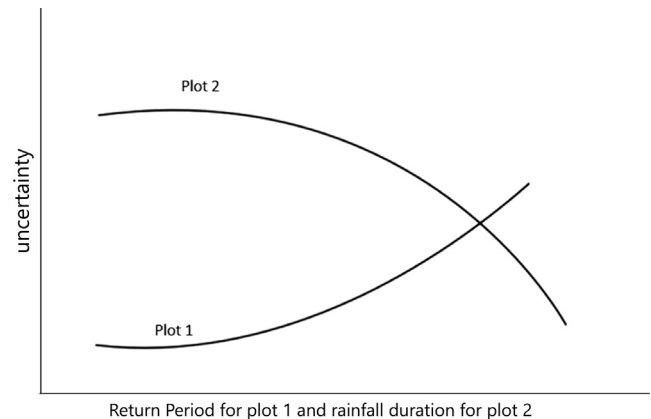 Plot 2
uncertainty
Plot 1
Return Period for plot 1 and rainfall duration for plot 2